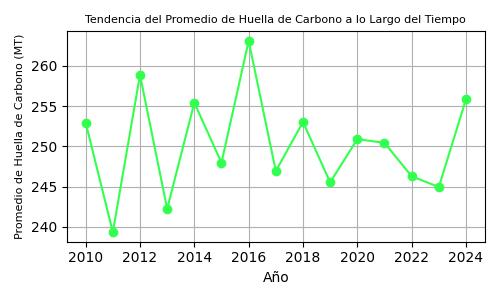 Tendencia del Promedio de Huella de Carbono a lo Largo del Tiempo
Promedio de Huella de Carbono (MT)
260
255
250
245
240
2010 2012 2014 2016 2018 2020 2022 2024
Año